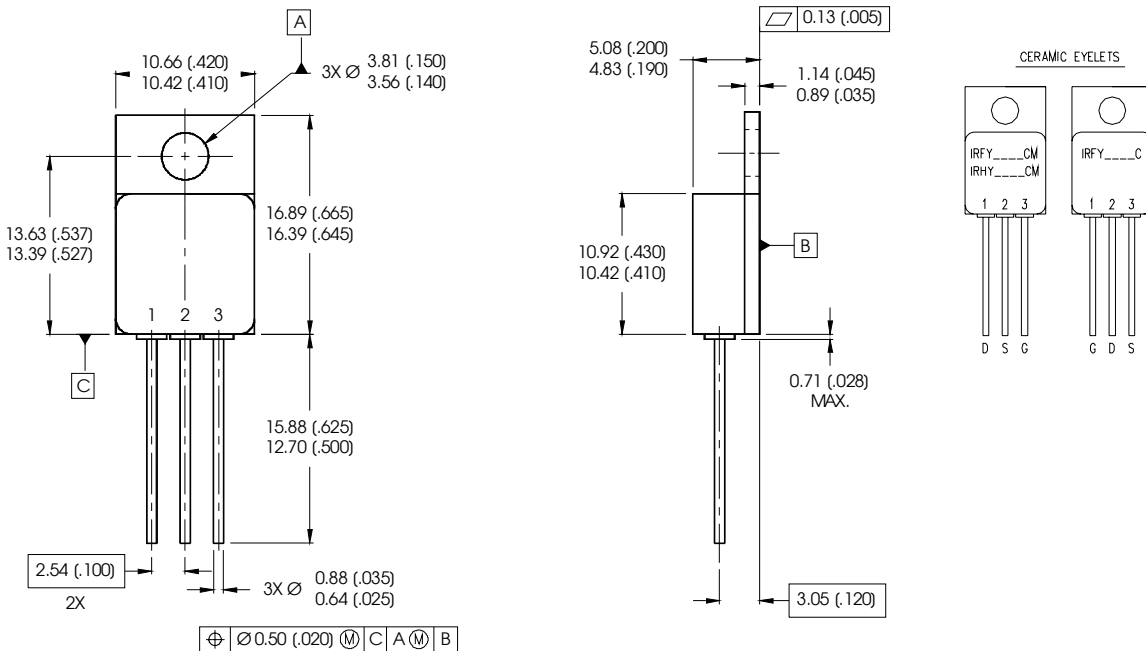 A
10.66 (.420)
10.42 (.410)
3X Ø 3.81 (.150)
3.56 (.140)
13.63 (.537)
13.39 (.527)
16.89 (.665)
16.39 (.645)
1 2 3
C
15.88 (.625)
12.70 (.500)
2.54 (.100)
2X
3X Ø 0.88 (.035)
0.64 (.025)
⌖ Ø 0.50 (.020) Ⓜ C A Ⓜ B
⏥ 0.13 (.005)
5.08 (.200)
4.83 (.190)
1.14 (.045)
0.89 (.035)
10.92 (.430)
10.42 (.410)
B
0.71 (.028)
MAX.
3.05 (.120)
CERAMIC EYELETS
IRFY____CM
IRHY____CM
1 2 3
D S G
IRFY____C
1 2 3
G D S